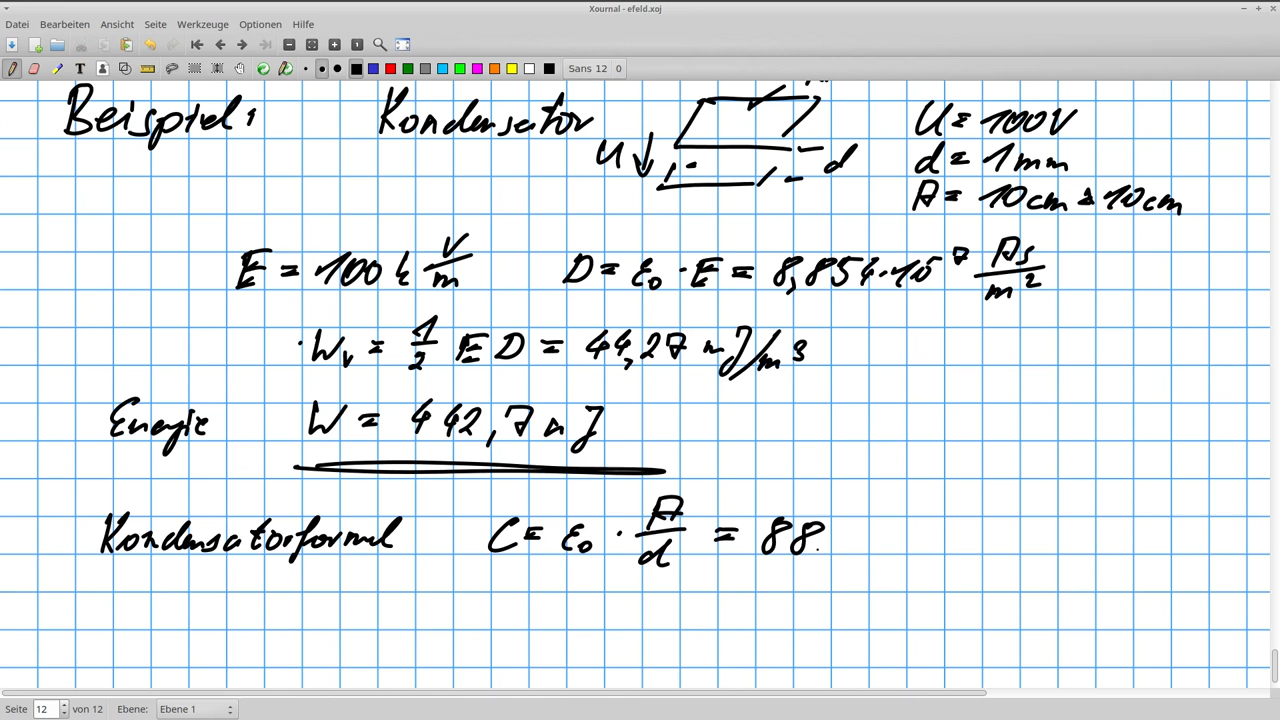 Xournal - efeld.xoj
Datei Bearbeiten Ansicht Seite Werkzeuge Optionen Hilfe
Sans 12 0
Beispiel: Kondensator
U d
U = 100V
d = 1mm
A = 10cm × 10cm
E = 100 k V/m D = ε₀ · E = 8,854·10⁻⁷ As/m²
W_v = 1/2 E D = 44,27 mJ/m³
Energie W = 442,7 nJ
Kondensatorformel C = ε₀ · A/d = 88.
Seite 12 von 12 Ebene: Ebene 1